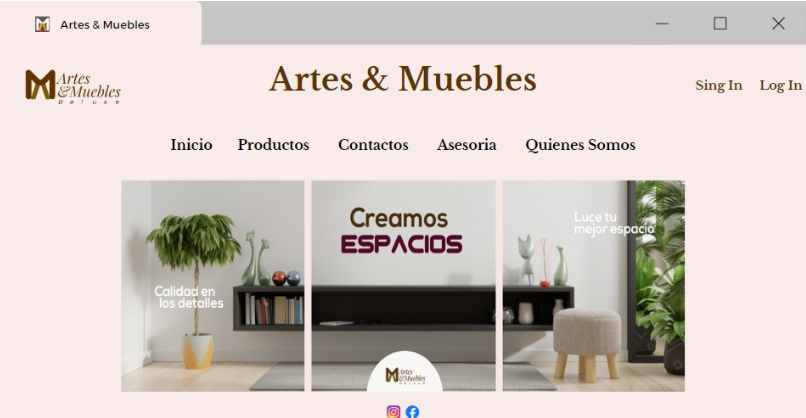 Artes & Muebles
Artes
&Muebles
Deluxe
Artes & Muebles
Sing In Log In
Inicio Productos Contactos Asesoria Quienes Somos
Creamos
ESPACIOS
Luce tu
mejor espacio
Calidad en
los detalles
Artes
&Muebles
Deluxe